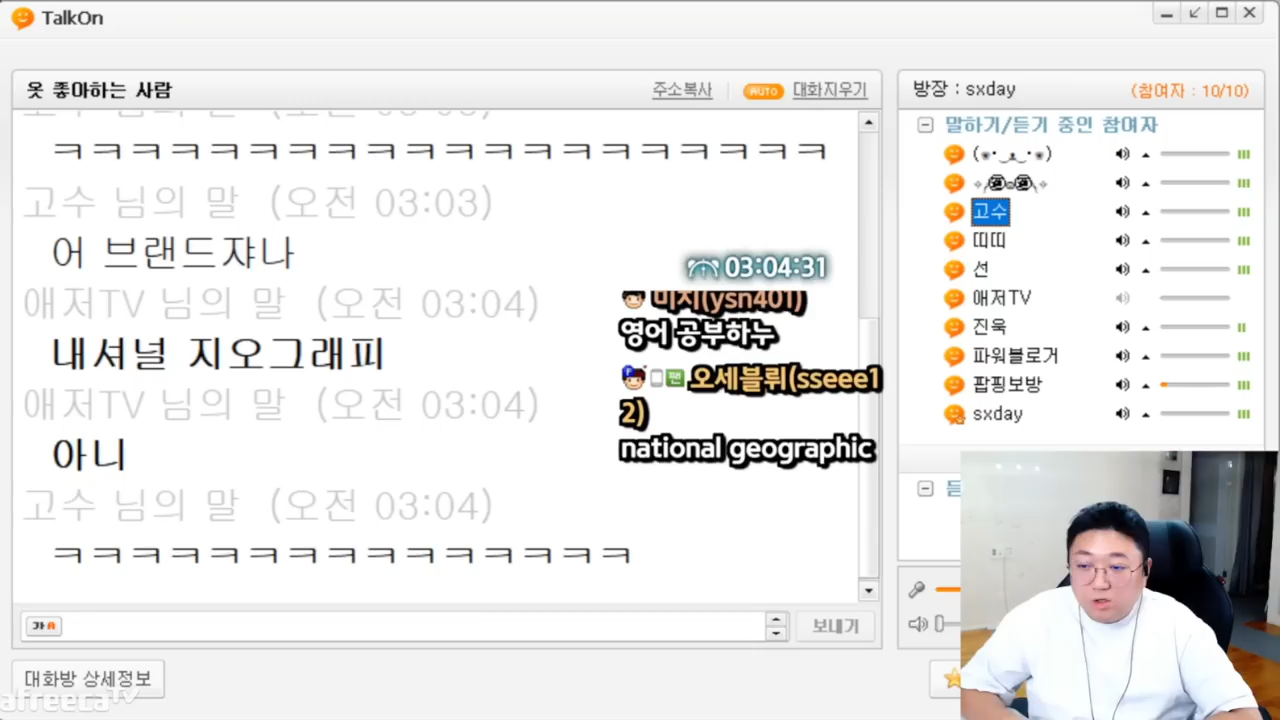 TalkOn
옷 좋아하는 사람
주소복사
AUTO
대화지우기
ㅋㅋㅋㅋㅋㅋㅋㅋㅋㅋㅋㅋㅋㅋㅋㅋㅋㅋㅋㅋ
고수 님의 말 (오전 03:03)
어 브랜드쟈나
애저TV 님의 말 (오전 03:04)
내셔널 지오그래피
애저TV 님의 말 (오전 03:04)
아니
고수 님의 말 (오전 03:04)
ㅋㅋㅋㅋㅋㅋㅋㅋㅋㅋㅋㅋㅋㅋㅋ
03:04:31
미지(ysh401)
영어 공부하누
오세블뤼(sseee1
2)
national geographic
가A
보내기
대화방 상세정보
afreecaTV
방장 : sxday
(참여자 : 10/10)
말하기/듣기 중인 참여자
고수
띠띠
션
애저TV
진욱
파워블로거
팝핑보방
sxday